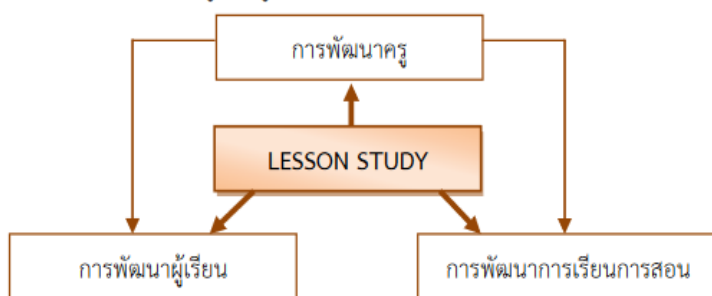 การพัฒนาครู
LESSON STUDY
การพัฒนาผู้เรียน
การพัฒนาการเรียนการสอน